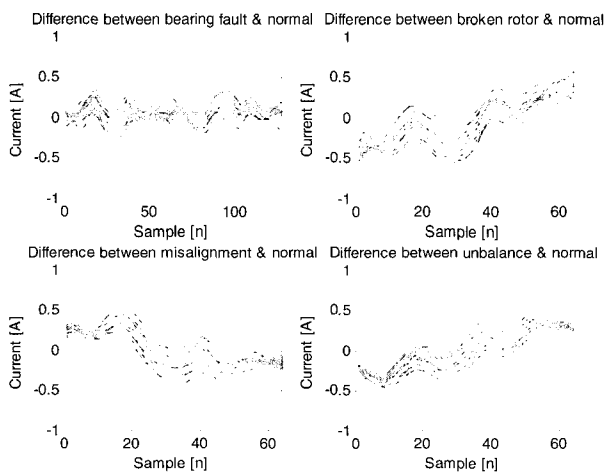 Difference between bearing fault & normal
1
0.5
0
-0.5
-1
Current [A]
0 50 100
Sample [n]
Difference between broken rotor & normal
1
0.5
0
-0.5
-1
Current [A]
0 20 40 60
Sample [n]
Difference between misalignment & normal
1
0.5
0
-0.5
-1
Current [A]
0 20 40 60
Sample [n]
Difference between unbalance & normal
1
0.5
0
-0.5
-1
Current [A]
0 20 40 60
Sample [n]